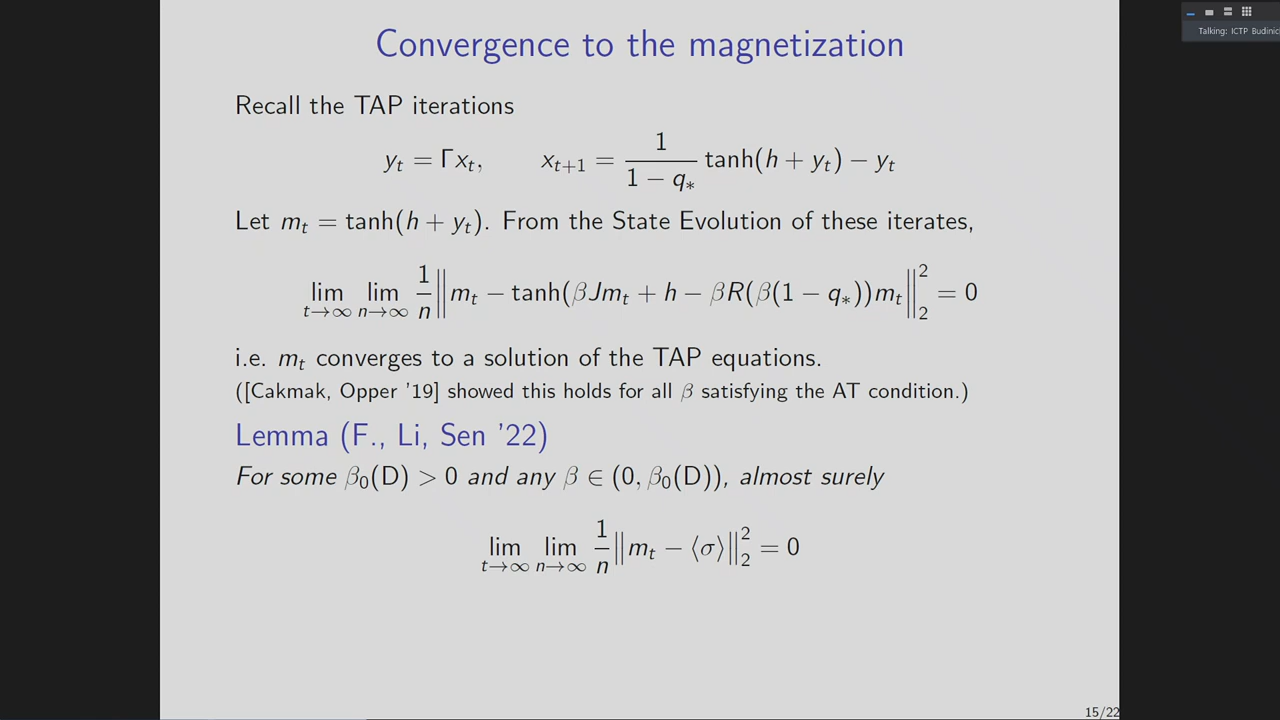 Talking: ICTP Budinic
Convergence to the magnetization
Recall the TAP iterations
y_t = Γx_t,   x_{t+1} = \frac{1}{1 − q_*} tanh(h + y_t) − y_t
Let m_t = tanh(h + y_t). From the State Evolution of these iterates,
\lim_{t→∞} \lim_{n→∞} \frac{1}{n} ‖m_t − tanh(βJm_t + h − βR(β(1 − q_*))m_t‖_2^2 = 0
i.e. m_t converges to a solution of the TAP equations.
([Cakmak, Opper '19] showed this holds for all β satisfying the AT condition.)
Lemma (F., Li, Sen '22)
For some β_0(D) > 0 and any β ∈ (0, β_0(D)), almost surely
\lim_{t→∞} \lim_{n→∞} \frac{1}{n} ‖m_t − ⟨σ⟩‖_2^2 = 0
15/22